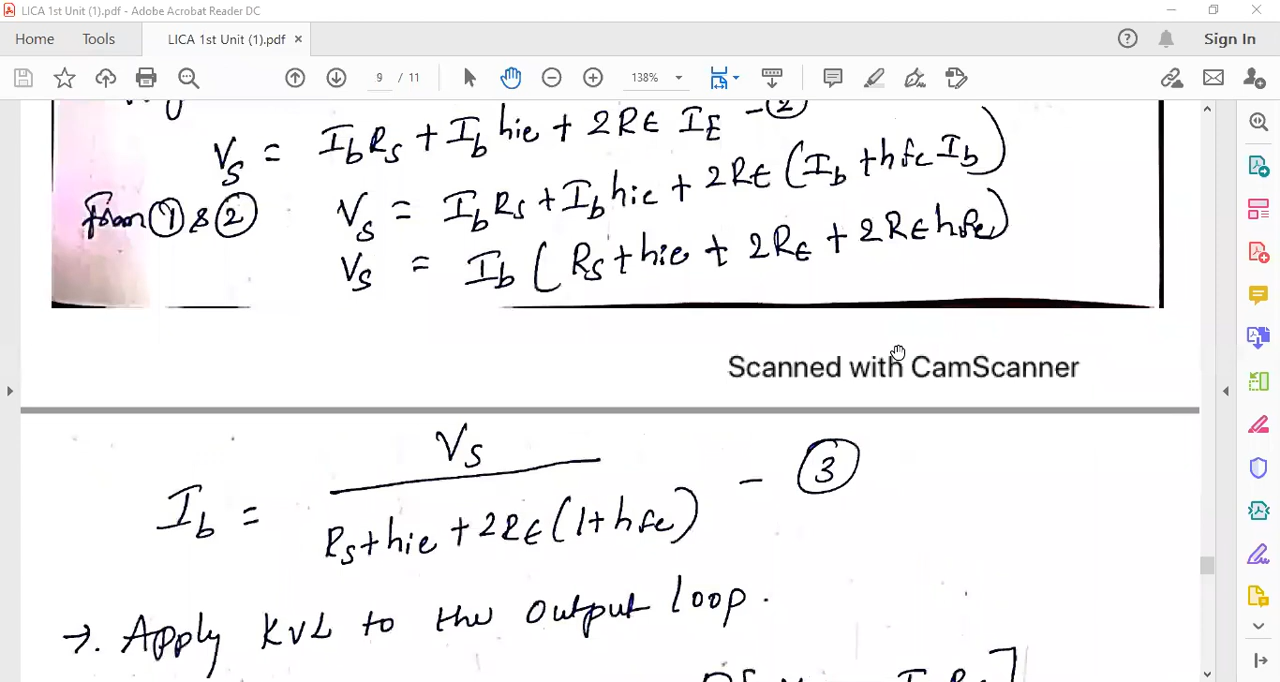 LICA 1st Unit (1).pdf - Adobe Acrobat Reader DC
Home Tools LICA 1st Unit (1).pdf × Sign In
9 / 11 138%
Vs = IbRs + Ib hie + 2RE IE - ②
from ① & ② Vs = IbRs + Ib hie + 2RE (Ib + hfe Ib)
Vs = Ib ( Rs + hie + 2RE + 2RE hfe)
Scanned with CamScanner
Ib = Vs / Rs + hie + 2RE (1 + hfe) - ③
→. Apply KVL to the output loop.